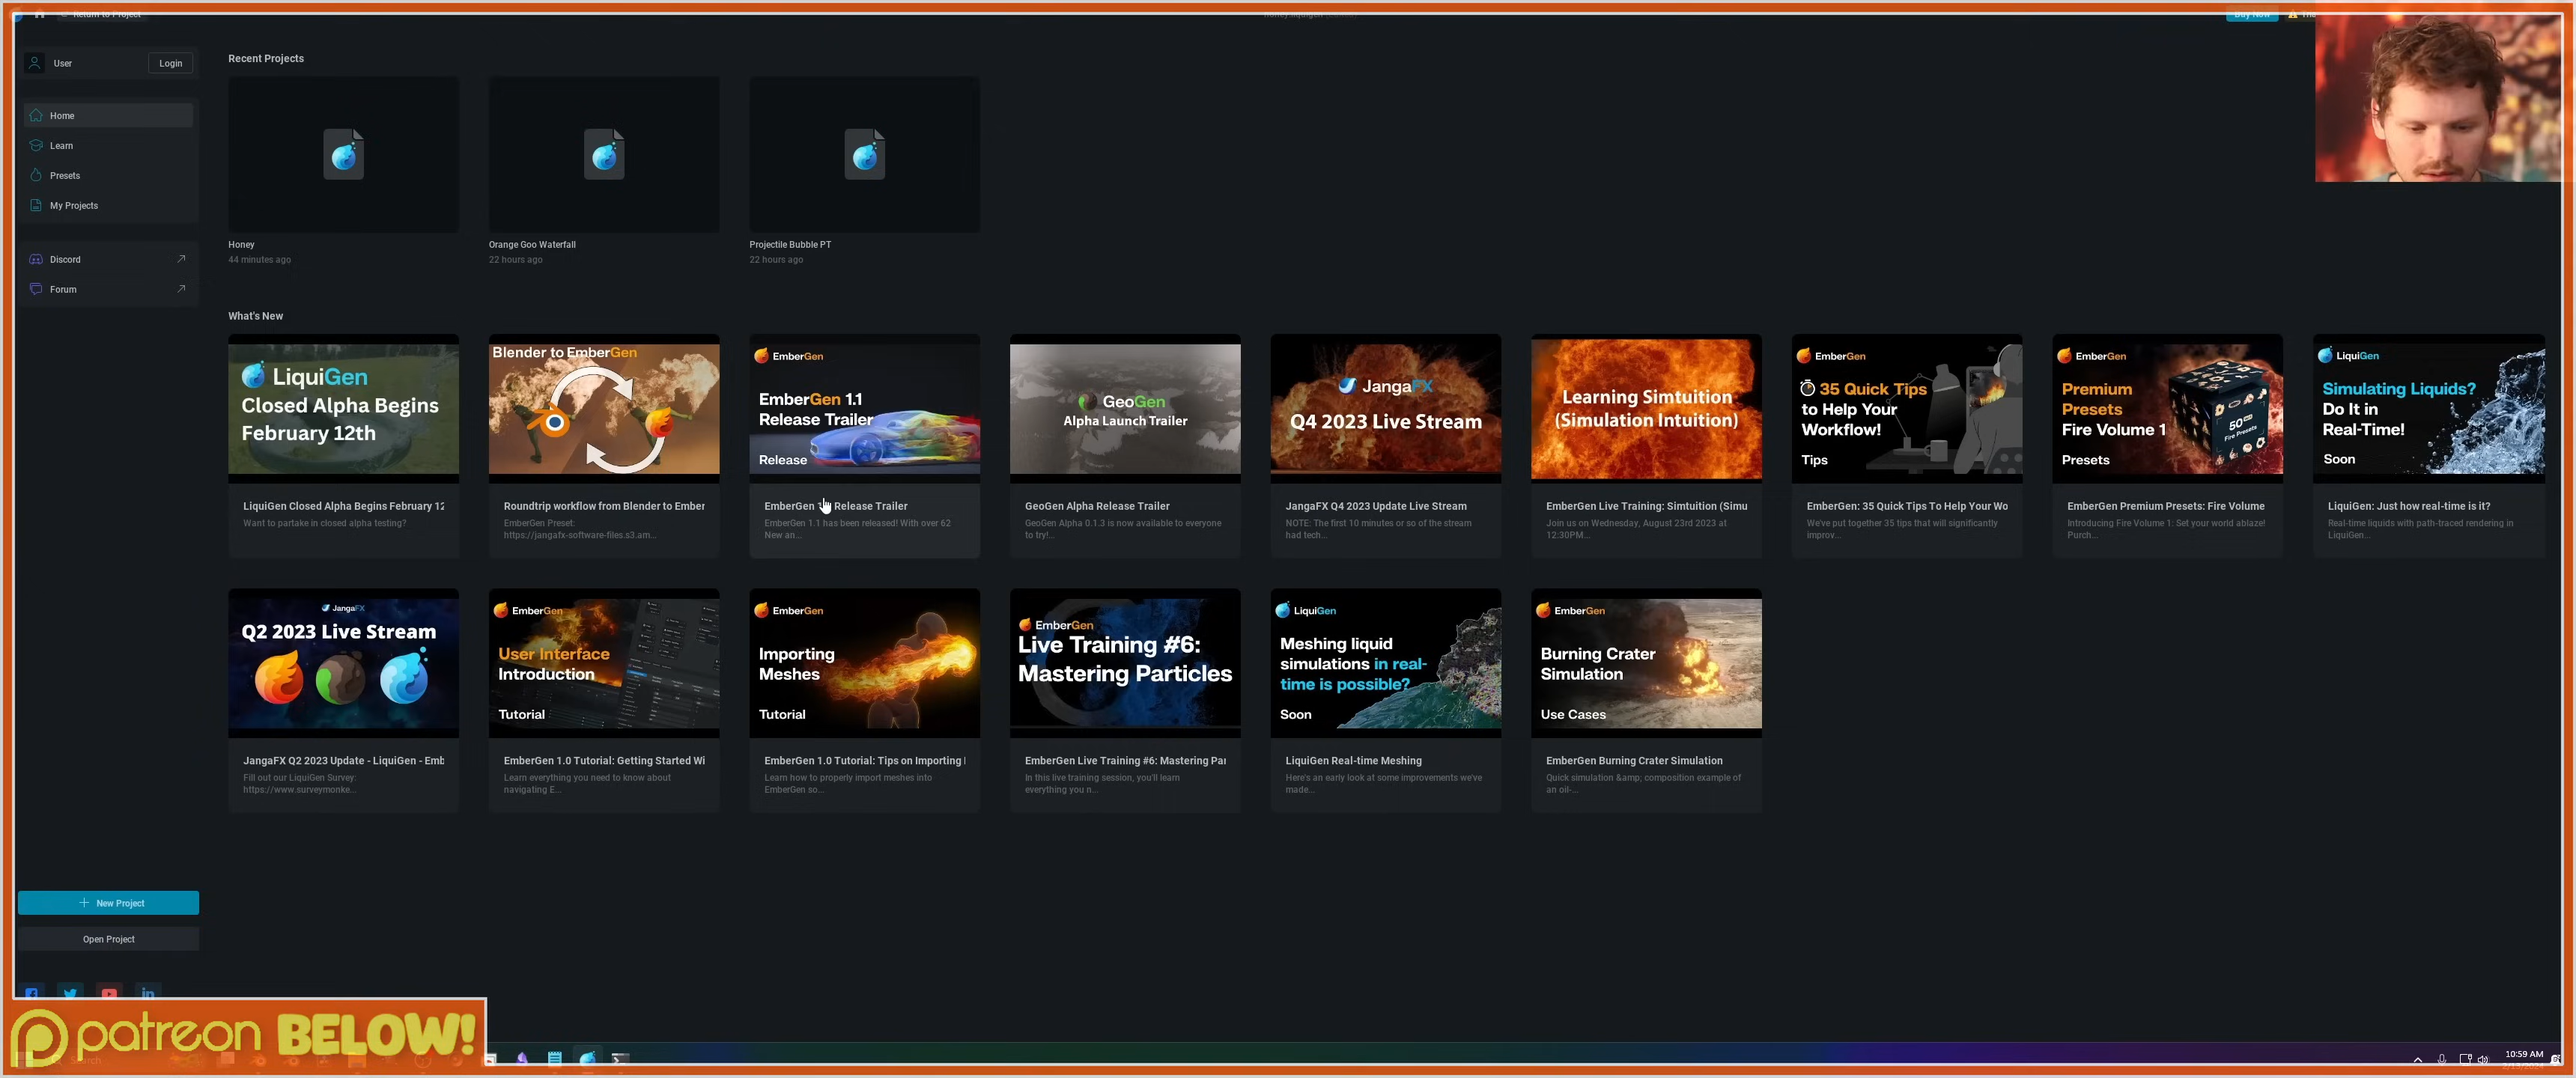 Return to Project
Buy Now
User
Login
Home
Learn
Presets
My Projects
Discord
Forum
Recent Projects
Honey
44 minutes ago
Orange Goo Waterfall
22 hours ago
Projectile Bubble PT
22 hours ago
What's New
LiquiGen
Closed Alpha Begins
February 12th
LiquiGen Closed Alpha Begins February 12
Want to partake in closed alpha testing?
Blender to EmberGen
Roundtrip workflow from Blender to Ember
EmberGen Preset:
https://jangafx-software-files.s3.am...
EmberGen
EmberGen 1.1
Release Trailer
Release
EmberGen Release Trailer
EmberGen 1.1 has been released! With over 62
New an...
GeoGen
Alpha Launch Trailer
GeoGen Alpha Release Trailer
GeoGen Alpha 0.1.3 is now available to everyone
to try!...
JangaFX
Q4 2023 Live Stream
JangaFX Q4 2023 Update Live Stream
NOTE: The first 10 minutes or so of the stream
had tech...
Learning Simtuition
(Simulation Intuition)
EmberGen Live Training: Simtuition (Simu
Join us on Wednesday, August 23rd 2023 at
12:30PM...
EmberGen
35 Quick Tips
to Help Your
Workflow!
Tips
EmberGen: 35 Quick Tips To Help Your Wo
We've put together 35 tips that will significantly
improv...
EmberGen
Premium
Presets
Fire Volume 1
Presets
50
Fire Presets
EmberGen Premium Presets: Fire Volume
Introducing Fire Volume 1: Set your world ablaze!
Purch...
LiquiGen
Simulating Liquids?
Do It in
Real-Time!
Soon
LiquiGen: Just how real-time is it?
Real-time liquids with path-traced rendering in
LiquiGen...
JangaFX
Q2 2023 Live Stream
JangaFX Q2 2023 Update - LiquiGen - Emb
Fill out our LiquiGen Survey:
https://www.surveymonke...
EmberGen
User Interface
Introduction
Tutorial
EmberGen 1.0 Tutorial: Getting Started Wi
Learn everything you need to know about
navigating E...
EmberGen
Importing
Meshes
Tutorial
EmberGen 1.0 Tutorial: Tips on Importing
Learn how to properly import meshes into
EmberGen so...
EmberGen
Live Training #6:
Mastering Particles
EmberGen Live Training #6: Mastering Par
In this live training session, you'll learn
everything you n...
LiquiGen
Meshing liquid
simulations in real-
time is possible?
Soon
LiquiGen Real-time Meshing
Here's an early look at some improvements we've
made...
EmberGen
Burning Crater
Simulation
Use Cases
EmberGen Burning Crater Simulation
Quick simulation &amp; composition example of
an oil-...
New Project
Open Project
patreon BELOW!
Search
10:59 AM